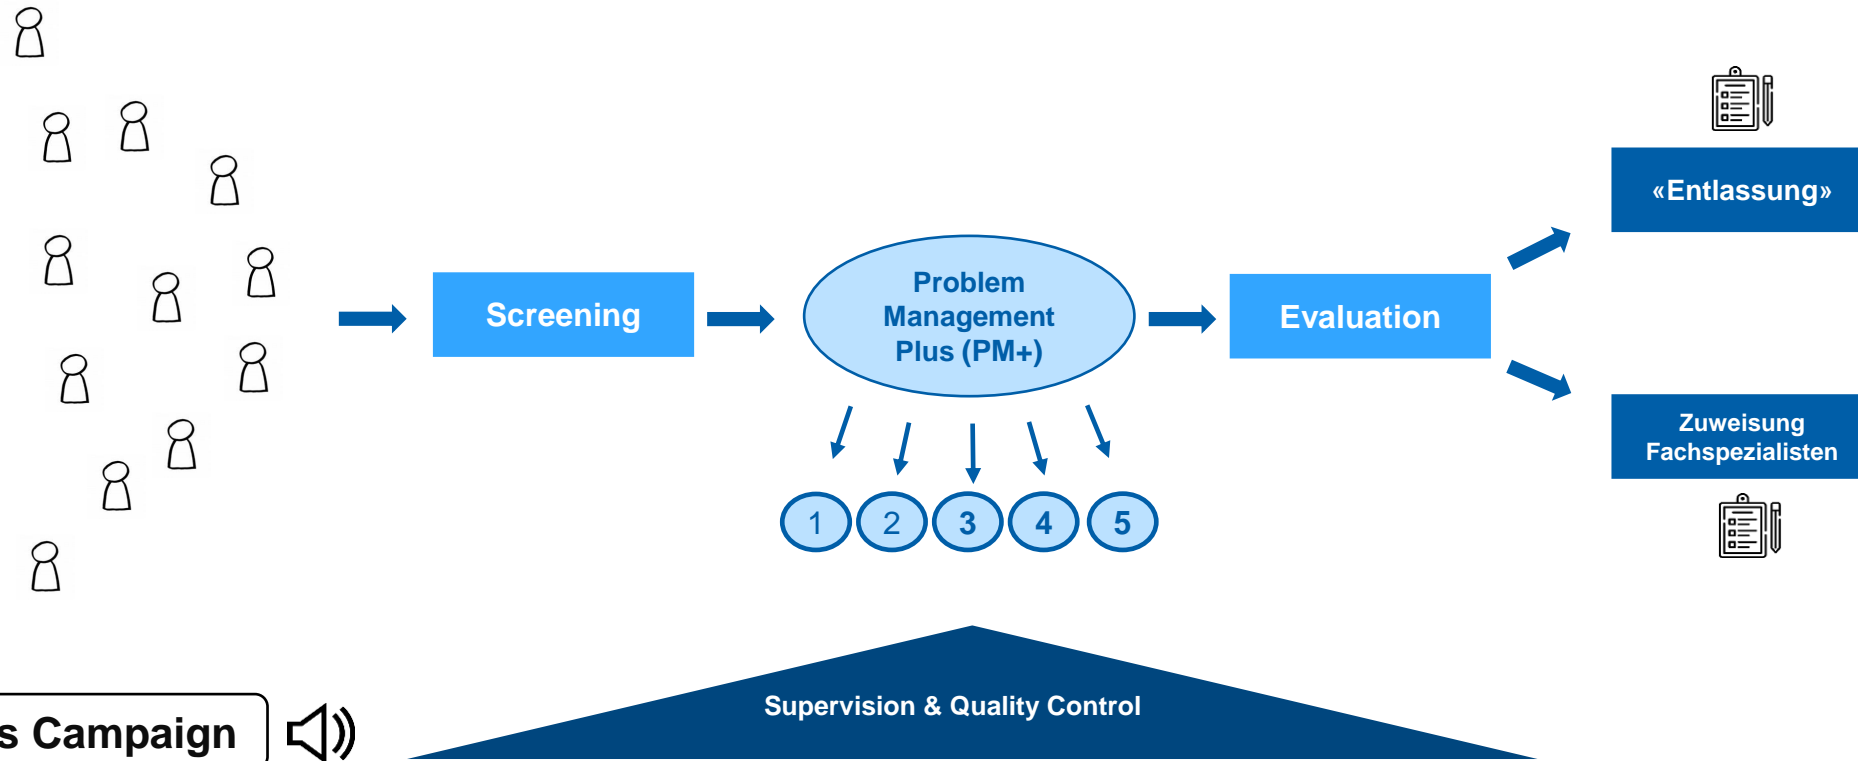 «Entlassung»
Screening
Problem
Management
Plus (PM+)
Evaluation
Zuweisung
Fachspezialisten
1 2 3 4 5
Supervision & Quality Control
s Campaign